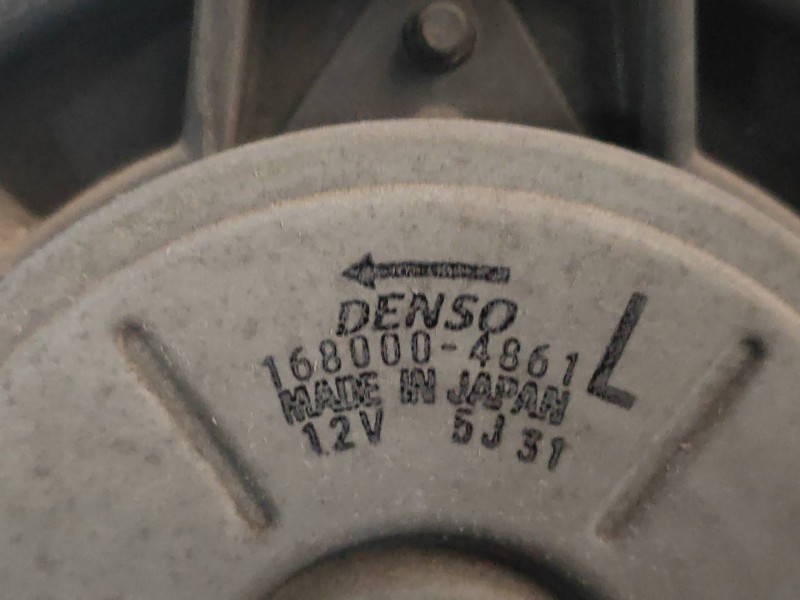 DENSO
168000-4861
L
MADE IN JAPAN
12V 5J 31